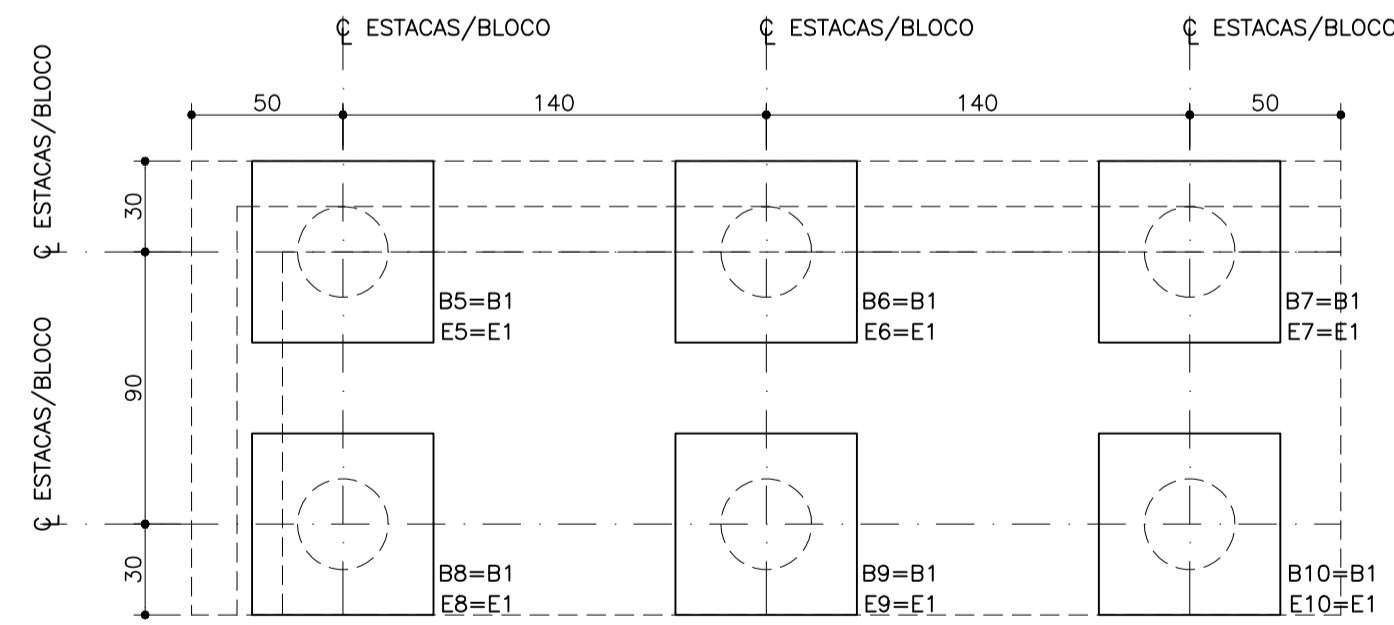 ℄ ESTACAS/BLOCO
℄ ESTACAS/BLOCO
℄ ESTACAS/BLOCO
50
140
140
50
℄ ESTACAS/BLOCO
30
℄ ESTACAS/BLOCO
90
30
B5=B1
E5=E1
B6=B1
E6=E1
B7=B1
E7=E1
B8=B1
E8=E1
B9=B1
E9=E1
B10=B1
E10=E1